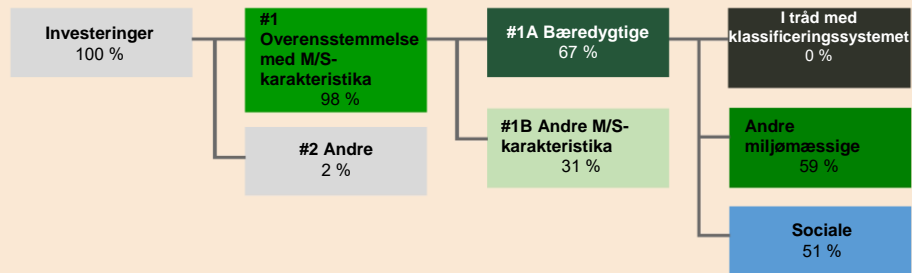 Investeringer
100 %
#1
Overensstemmelse
med M/S-
karakteristika
98 %
#2 Andre
2 %
#1A Bæredygtige
67 %
#1B Andre M/S-
karakteristika
31 %
I tråd med
klassificeringssystemet
0 %
Andre
miljømæssige
59 %
Sociale
51 %